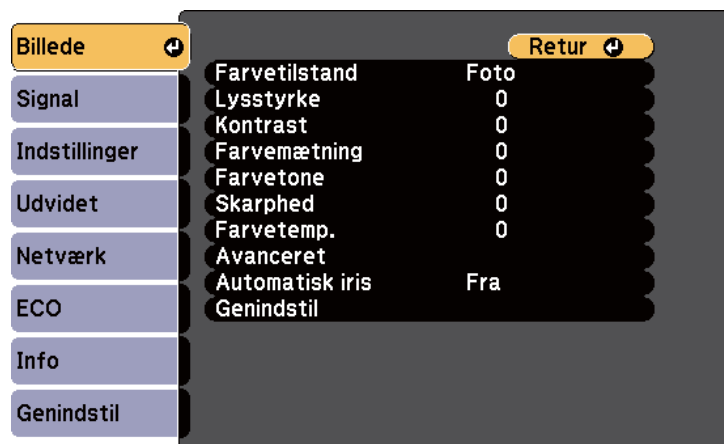 Billede
Signal
Indstillinger
Udvidet
Netværk
ECO
Info
Genindstil
Retur
Farvetilstand Foto
Lysstyrke 0
Kontrast 0
Farvemætning 0
Farvetone 0
Skarphed 0
Farvetemp. 0
Avanceret
Automatisk iris Fra
Genindstil